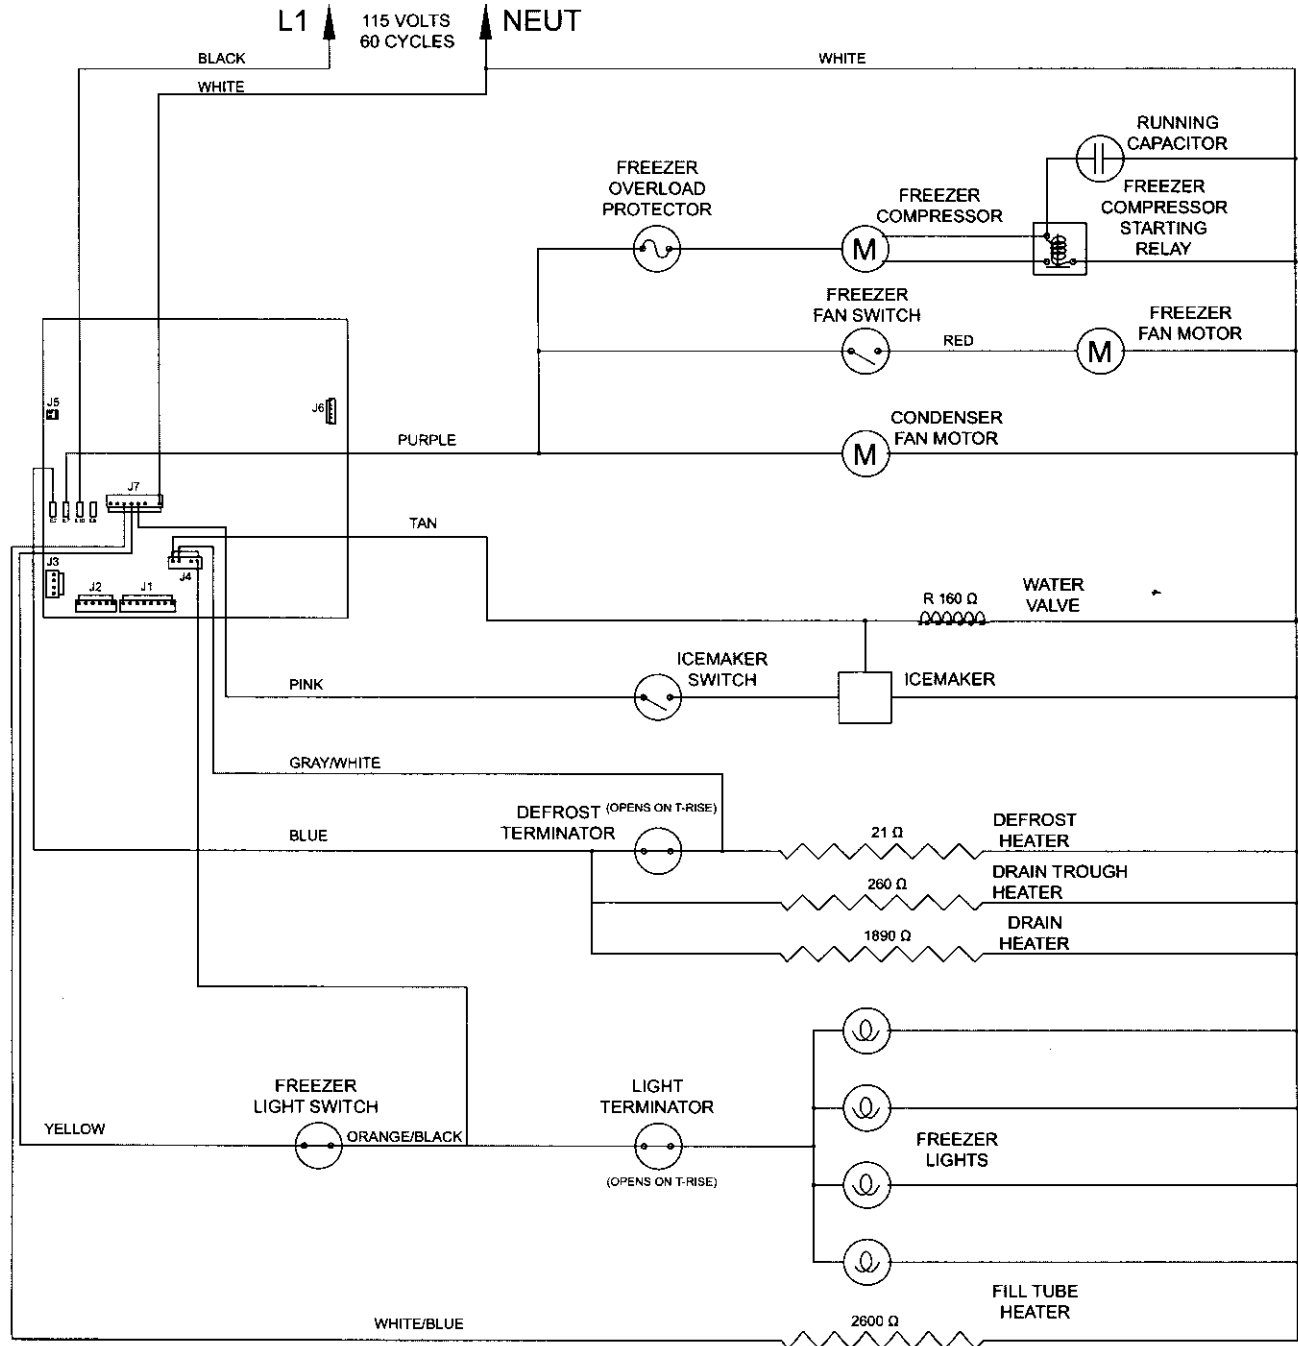 L1
115 VOLTS
60 CYCLES
NEUT
BLACK
WHITE
WHITE
RUNNING
CAPACITOR
FREEZER
OVERLOAD
PROTECTOR
FREEZER
COMPRESSOR
FREEZER
COMPRESSOR
STARTING
RELAY
M
FREEZER
FAN SWITCH
RED
FREEZER
FAN MOTOR
M
J5
J6
PURPLE
CONDENSER
FAN MOTOR
M
J7
TAN
J3
J4
J2
J1
R 160 Ω
WATER
VALVE
PINK
ICEMAKER
SWITCH
ICEMAKER
GRAY/WHITE
DEFROST
TERMINATOR
(OPENS ON T-RISE)
BLUE
21 Ω
DEFROST
HEATER
260 Ω
DRAIN TROUGH
HEATER
1890 Ω
DRAIN
HEATER
FREEZER
LIGHT SWITCH
LIGHT
TERMINATOR
YELLOW
ORANGE/BLACK
(OPENS ON T-RISE)
FREEZER
LIGHTS
FILL TUBE
HEATER
WHITE/BLUE
2600 Ω